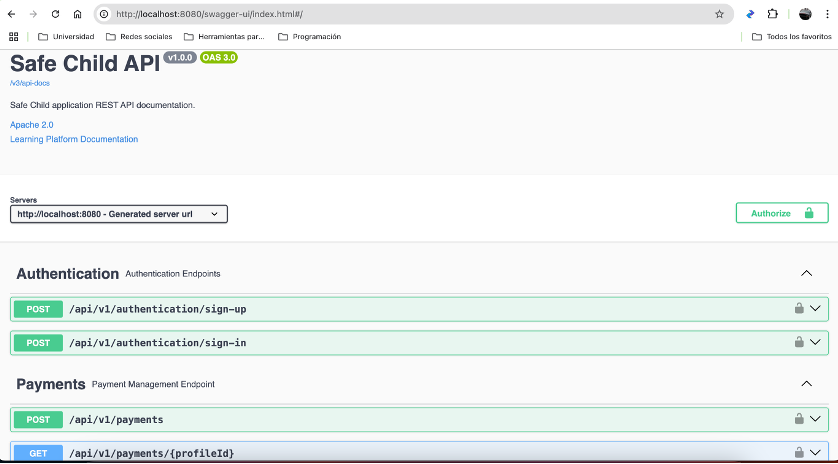 http://localhost:8080/swagger-ui/index.html#/
Universidad Redes sociales Herramientas par... Programación Todos los favoritos
Safe Child API v1.0.0 OAS 3.0
/v3/api-docs
Safe Child application REST API documentation.
Apache 2.0
Learning Platform Documentation
Servers
http://localhost:8080 - Generated server url
Authorize
Authentication Authentication Endpoints
POST /api/v1/authentication/sign-up
POST /api/v1/authentication/sign-in
Payments Payment Management Endpoint
POST /api/v1/payments
GET /api/v1/payments/{profileId}